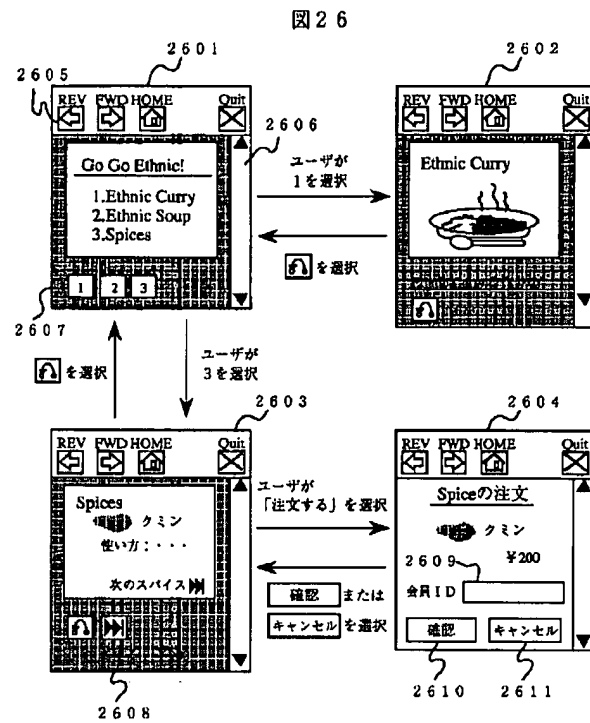 図26
2601
2605
REV FWD HOME Quit
2606
Go Go Ethnic!
1.Ethnic Curry
2.Ethnic Soup
3.Spices
1 2 3
2607
ユーザが
1を選択
を選択
2602
REV FWD HOME Quit
Ethnic Curry
を選択
ユーザが
3を選択
2603
REV FWD HOME Quit
Spices
クミン
使い方:・・・
次のスパイス
2608
ユーザが
「注文する」を選択
確認 または
キャンセル を選択
2604
REV FWD HOME Quit
Spiceの注文
クミン
¥200
2609
会員ID
確認 キャンセル
2610 2611